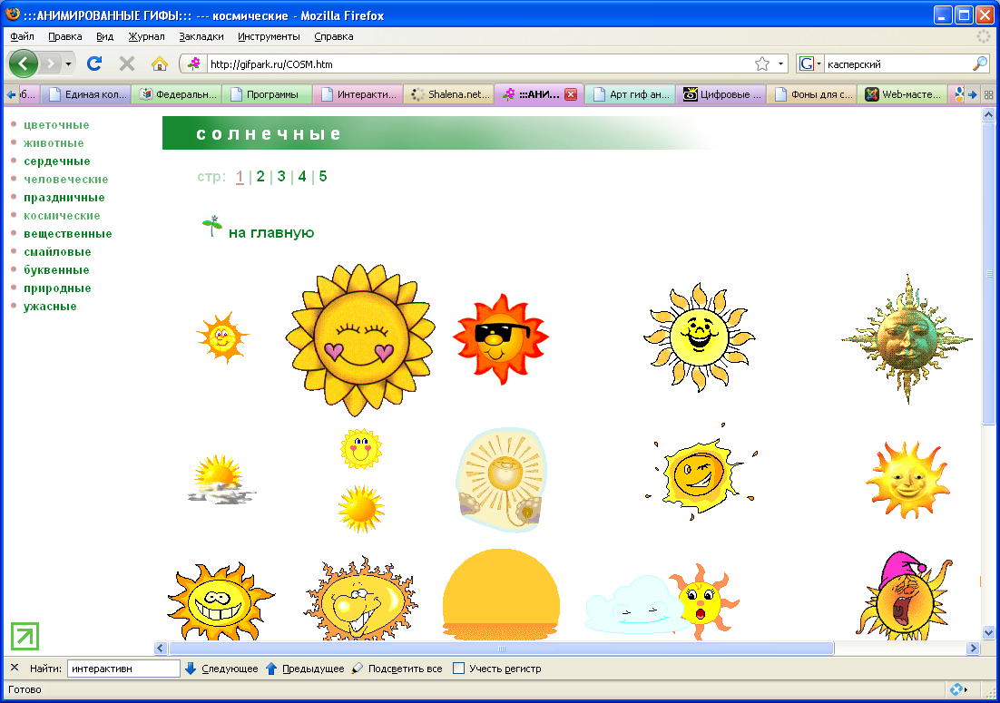 :::АНИМИРОВАННЫЕ ГИФЫ::: --- космические - Mozilla Firefox
Файл Правка Вид Журнал Закладки Инструменты Справка
http://gifpark.ru/COSM.htm
G касперский
об... Единая кол... Федеральн... Программы Интеракти... Shalena.net... :::АНИ... Арт гиф ан... Цифровые ... Фоны для с... Web-масте...
цветочные
животные
сердечные
человеческие
праздничные
космические
вещественные
смайловые
буквенные
природные
ужасные
солнечные
стр: 1 | 2 | 3 | 4 | 5
на главную
Найти: интерактивн Следующее Предыдущее Подсветить все Учесть регистр
Готово